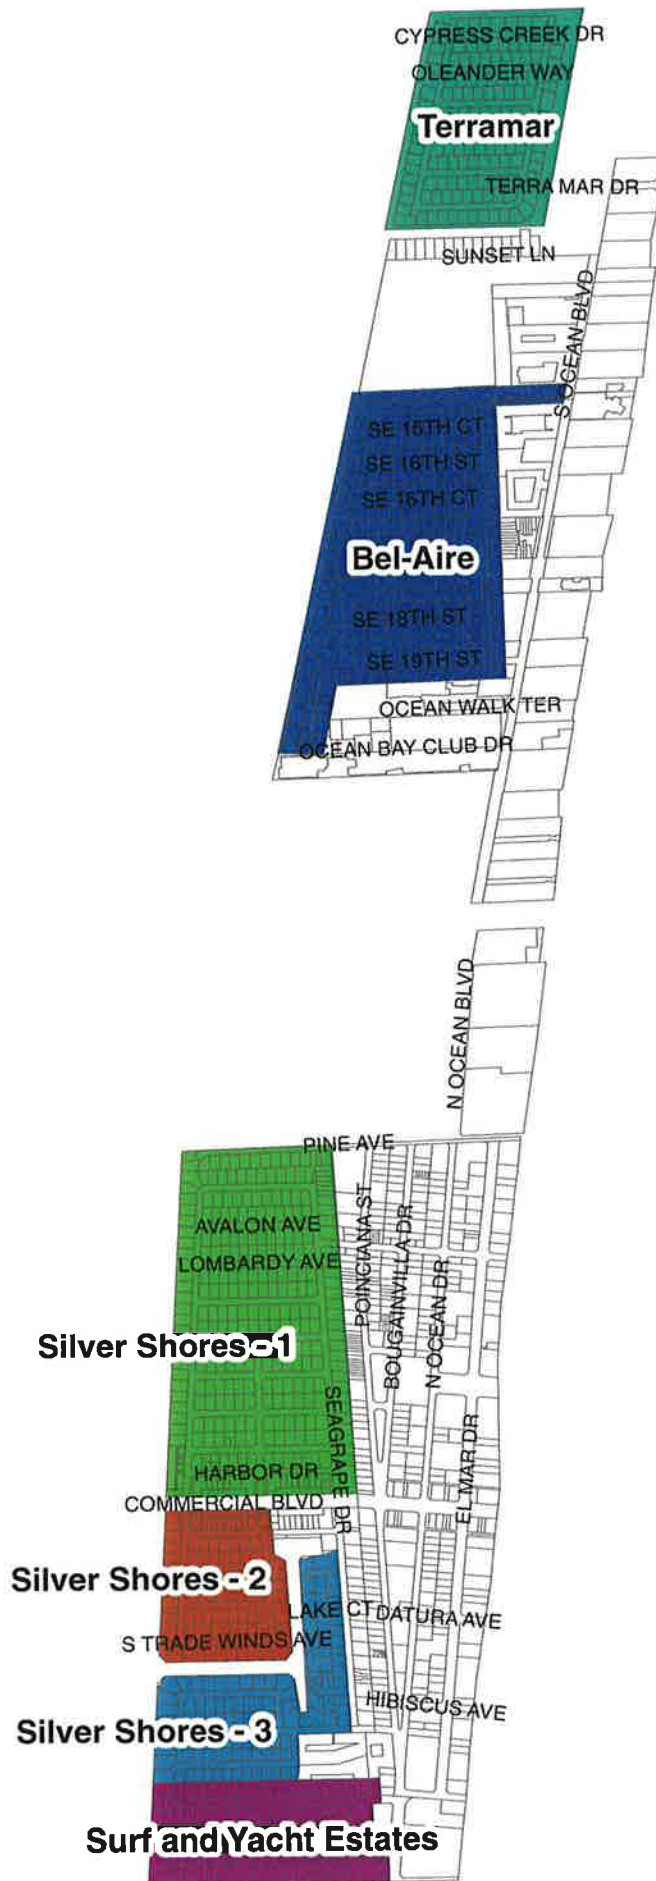 CYPRESS CREEK DR
OLEANDER WAY
Terramar
TERRA MAR DR
SUNSET LN
S OCEAN BLVD
SE 15TH CT
SE 16TH ST
SE 16TH CT
Bel-Aire
SE 18TH ST
SE 19TH ST
OCEAN WALK TER
OCEAN BAY CLUB DR
N OCEAN BLVD
PINE AVE
POINCIANA ST
BOUGAINVILLA DR
AVALON AVE
LOMBARDY AVE
N OCEAN DR
Silver Shores - 1
SEAGRAPE DR
EL MAR DR
HARBOR DR
COMMERCIAL BLVD
Silver Shores - 2
LAKE CT
DATURA AVE
S TRADE WINDS AVE
HIBISCUS AVE
Silver Shores - 3
Surf and Yacht Estates